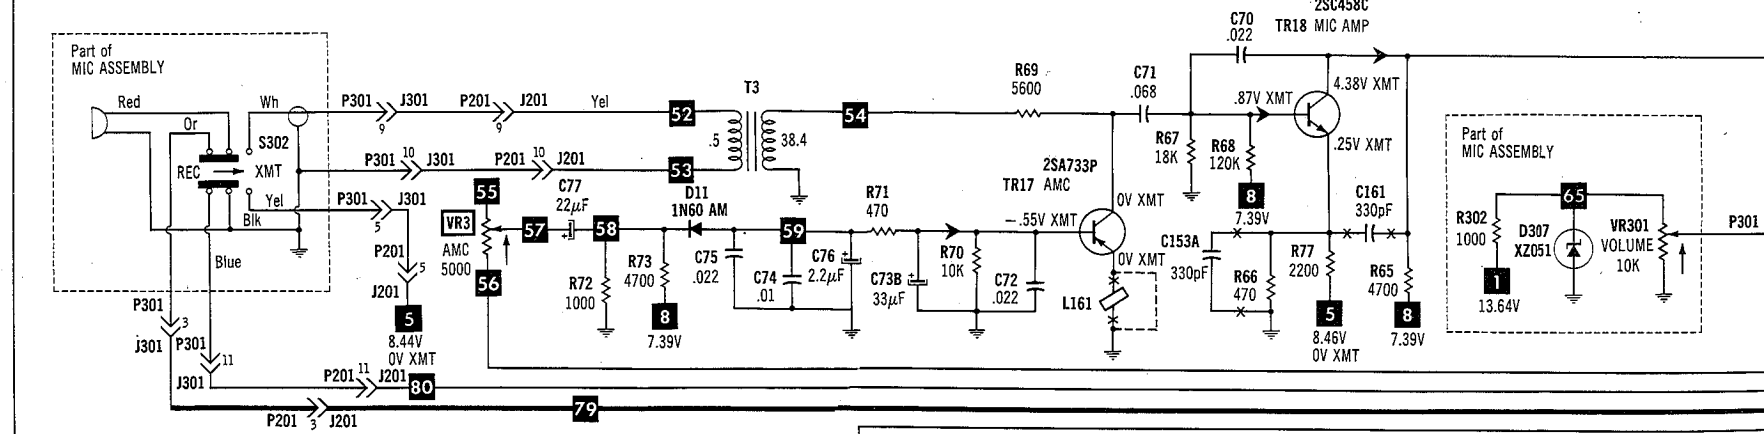 2SC458C
TR18 MIC AMP
C70
.022
Part of
MIC ASSEMBLY
Red
Wh
Or
S302
REC
XMT
Yel
Blk
Blue
P301
J301
9
P201
J201
9
Yel
52
T3
.5
38.4
54
R69
5600
C71
.068
.87V XMT
4.38V XMT
.25V XMT
R67
18K
R68
120K
8
7.39V
P301
10
J301
P201
10
J201
53
P301
J301
5
P201
5
J201
5
8.44V
0V XMT
55
VR3
AMC
5000
56
57
C77
22µF
58
D11
1N60 AM
R72
1000
R73
4700
8
7.39V
C75
.022
59
C74
.01
C76
2.2µF
R71
470
C73B
33µF
R70
10K
C72
.022
2SA733P
TR17 AMC
0V XMT
-.55V XMT
0V XMT
L161
C153A
330pF
R66
470
R77
2200
5
8.46V
0V XMT
C161
330pF
R65
4700
8
7.39V
Part of
MIC ASSEMBLY
65
R302
1000
1
13.64V
D307
XZ051
VR301
VOLUME
10K
P301
P301
3
J301
P301
11
J301
P201
11
J201
80
P201
3
J201
79